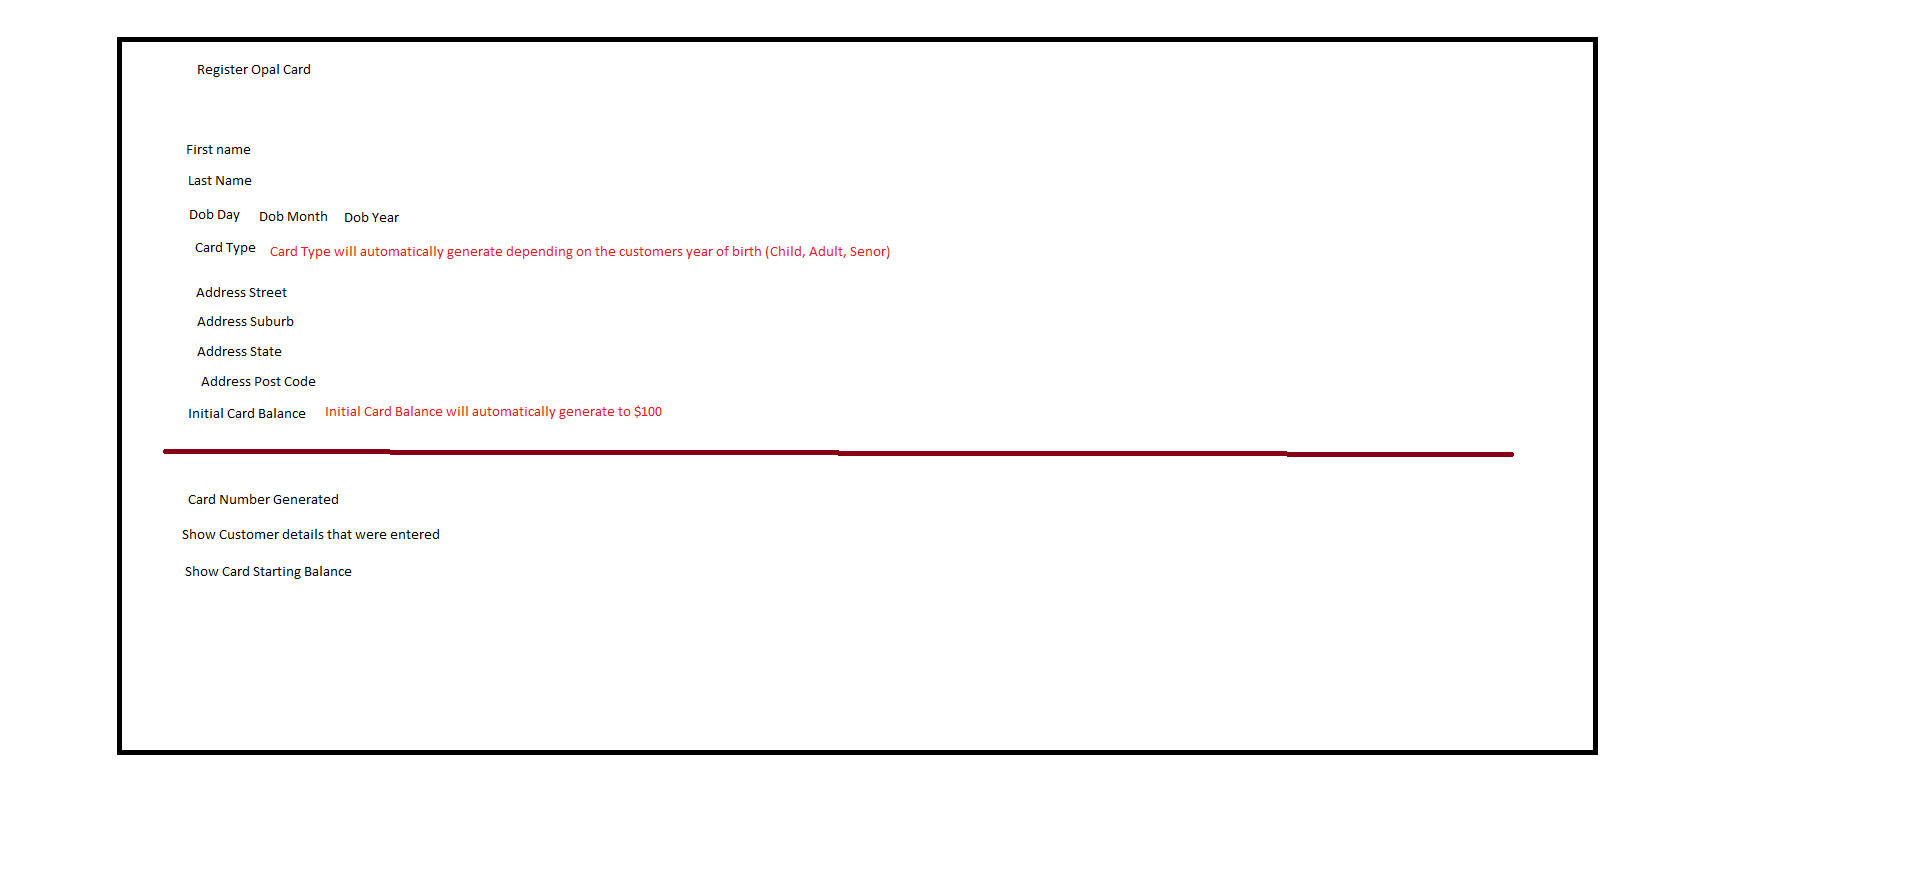 Register Opal Card
First name
Last Name
Dob Day Dob Month Dob Year
Card Type Card Type will automatically generate depending on the customers year of birth (Child, Adult, Senor)
Address Street
Address Suburb
Address State
Address Post Code
Initial Card Balance Initial Card Balance will automatically generate to $100
Card Number Generated
Show Customer details that were entered
Show Card Starting Balance